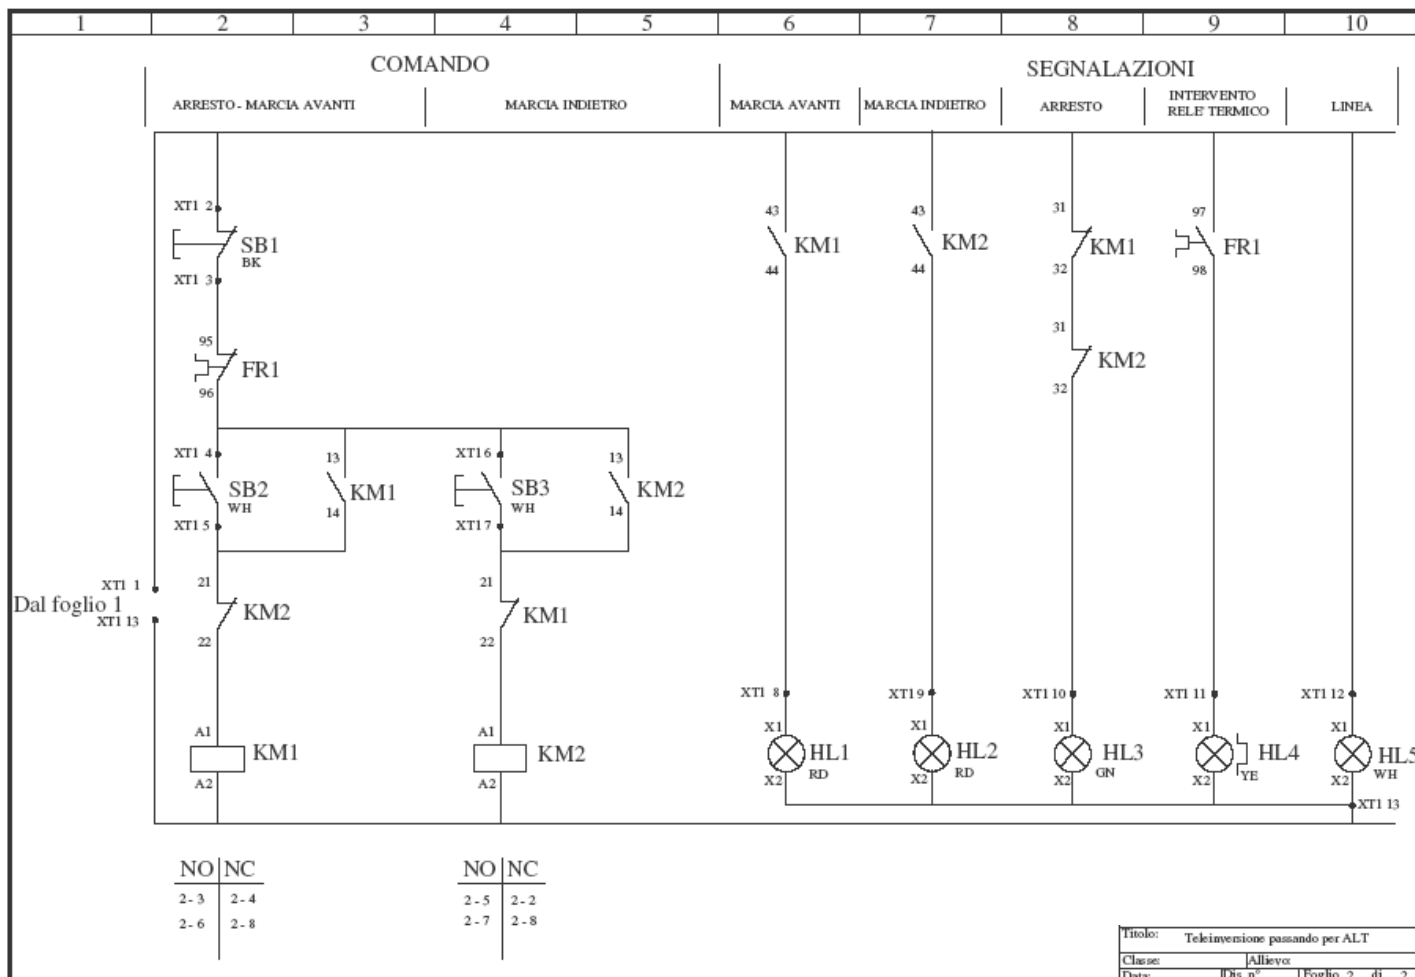 1 2 3 4 5 6 7 8 9 10
COMANDO
SEGNALAZIONI
ARRESTO - MARCIA AVANTI
MARCIA INDIETRO
MARCIA AVANTI
MARCIA INDIETRO
ARRESTO
INTERVENTO
RELE' TERMICO
LINEA
XT1 2
SB1
BK
XT1 3
95
FR1
96
XT1 4
SB2
WH
XT1 5
13
KM1
14
XT1 6
SB3
WH
XT1 7
13
KM2
14
XT1 1
Dal foglio 1
XT1 13
21
KM2
22
21
KM1
22
A1
KM1
A2
A1
KM2
A2
43
KM1
44
43
KM2
44
31
KM1
32
31
KM2
32
97
FR1
98
XT1 8
X1
HL1
RD
X2
XT1 9
X1
HL2
RD
X2
XT1 10
X1
HL3
GN
X2
XT1 11
X1
HL4
YE
X2
XT1 12
X1
HL5
WH
X2
XT1 13
NO NC
2 - 3 2 - 4
2 - 6 2 - 8
NO NC
2 - 5 2 - 2
2 - 7 2 - 8
Titolo: Teleinversione passando per ALT
Classe: Allievo:
Data: Dis. n° Foglio 2 di 2